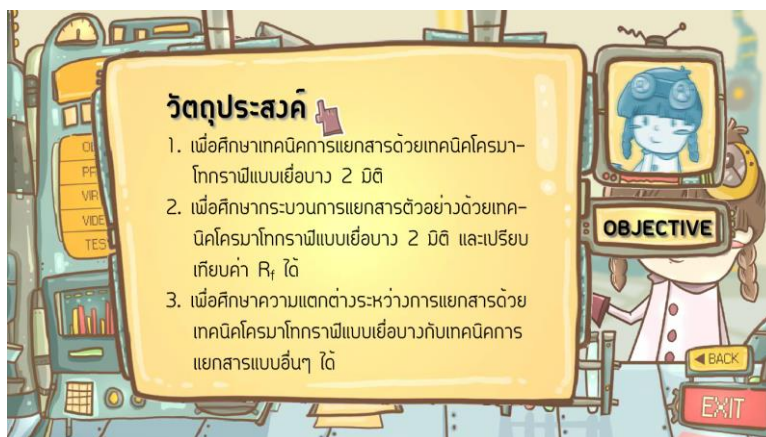 วัตถุประสงค์
1. เพื่อศึกษาเทคนิคการแยกสารด้วยเทคนิคโครมา-
โทกราฟีแบบเยื่อบาง 2 มิติ
2. เพื่อศึกษากระบวนการแยกสารตัวอย่างด้วยเทค-
นิคโครมาโทกราฟีแบบเยื่อบาง 2 มิติ และเปรียบ
เทียบค่า Rf ได้
3. เพื่อศึกษาความแตกต่างระหว่างการแยกสารด้วย
เทคนิคโครมาโทกราฟีแบบเยื่อบางกับเทคนิคการ
แยกสารแบบอื่นๆ ได้
OBJECTIVE
BACK
EXIT